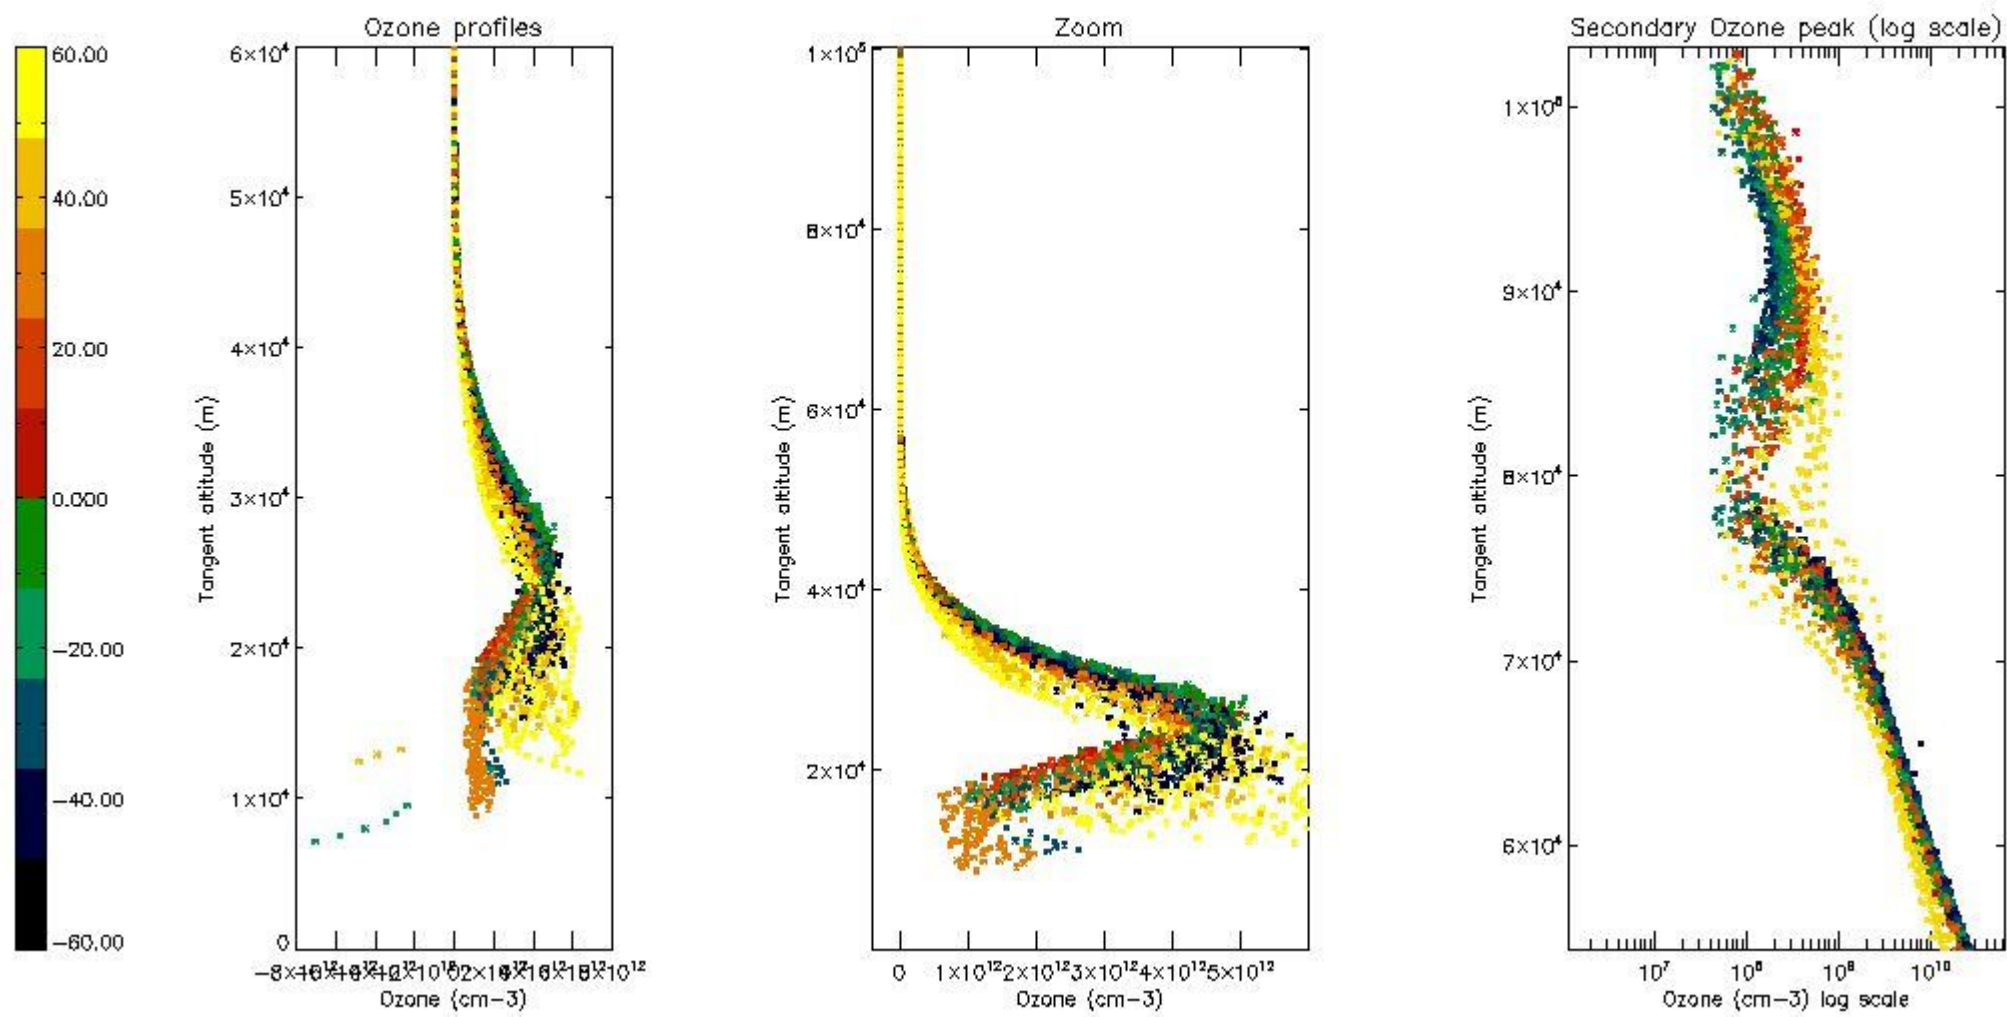 Ozone profiles
Zoom
Secondary Ozone peak (log scale)
60.00
40.00
20.00
0.000
−20.00
−40.00
−60.00
6×10⁴
5×10⁴
4×10⁴
3×10⁴
2×10⁴
1×10⁴
0
Tangent altitude (m)
Ozone (cm−3)
1×10⁵
8×10⁴
6×10⁴
4×10⁴
2×10⁴
Tangent altitude (m)
0 1×10¹² 2×10¹² 3×10¹² 4×10¹² 5×10¹²
Ozone (cm−3)
9×10⁴
8×10⁴
7×10⁴
6×10⁴
Tangent altitude (m)
10⁷ 10⁸ 10⁹ 10¹⁰
Ozone (cm−3) log scale